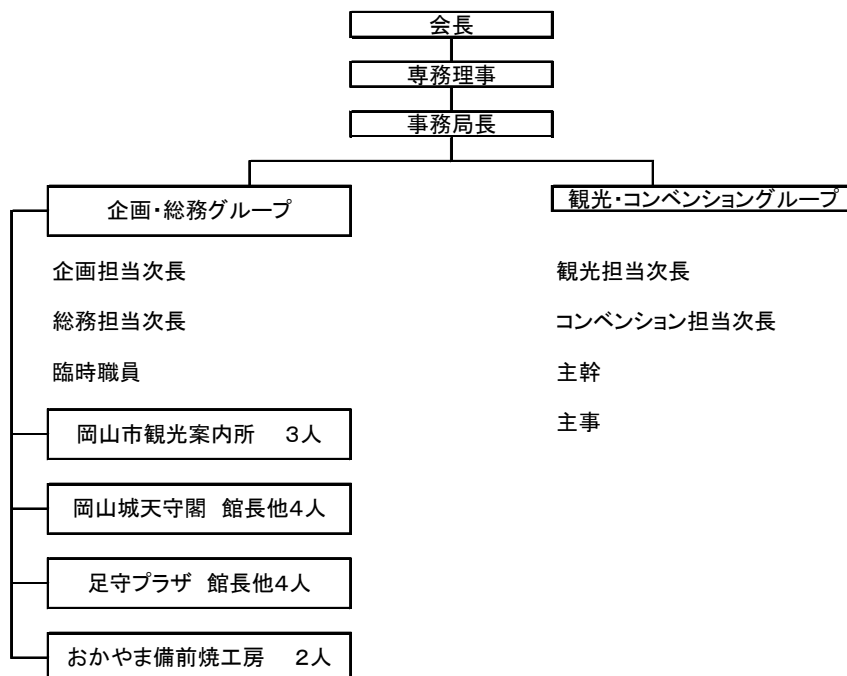 会長
専務理事
事務局長
企画・総務グループ
観光・コンベンショングループ
企画担当次長
観光担当次長
総務担当次長
コンベンション担当次長
臨時職員
主幹
主事
岡山市観光案内所　３人
岡山城天守閣　館長他４人
足守プラザ　館長他４人
おかやま備前焼工房　２人